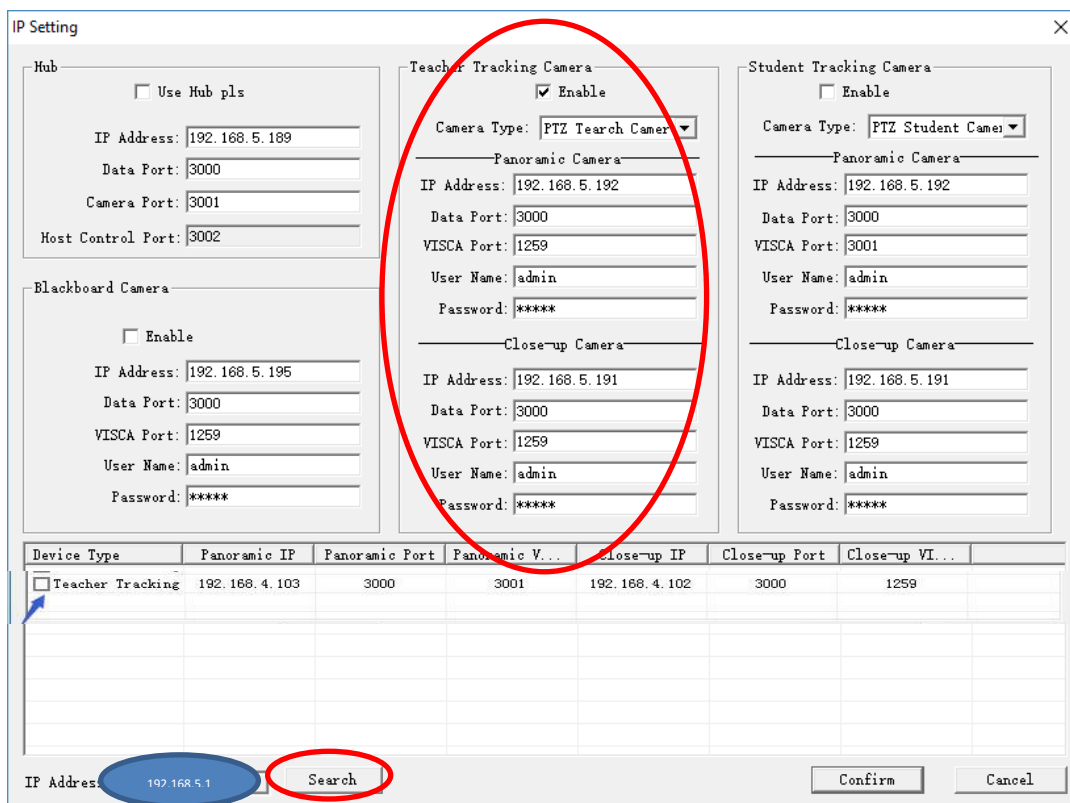 IP Setting
Hub
Use Hub pls
IP Address: 192.168.5.189
Data Port: 3000
Camera Port: 3001
Host Control Port: 3002
Blackboard Camera
Enable
IP Address: 192.168.5.195
Data Port: 3000
VISCA Port: 1259
User Name: admin
Password: *****
Teacher Tracking Camera
Enable
Camera Type: PTZ Tearch Camer
Panoramic Camera
IP Address: 192.168.5.192
Data Port: 3000
VISCA Port: 1259
User Name: admin
Password: *****
Close-up Camera
IP Address: 192.168.5.191
Data Port: 3000
VISCA Port: 1259
User Name: admin
Password: *****
Student Tracking Camera
Enable
Camera Type: PTZ Student Camer
Panoramic Camera
IP Address: 192.168.5.192
Data Port: 3000
VISCA Port: 3001
User Name: admin
Password: *****
Close-up Camera
IP Address: 192.168.5.191
Data Port: 3000
VISCA Port: 1259
User Name: admin
Password: *****
Device Type Panoramic IP Panoramic Port Panoramic V... Close-up IP Close-up Port Close-up VI...
Teacher Tracking 192.168.4.103 3000 3001 192.168.4.102 3000 1259
IP Address 192.168.5.1 Search Confirm Cancel